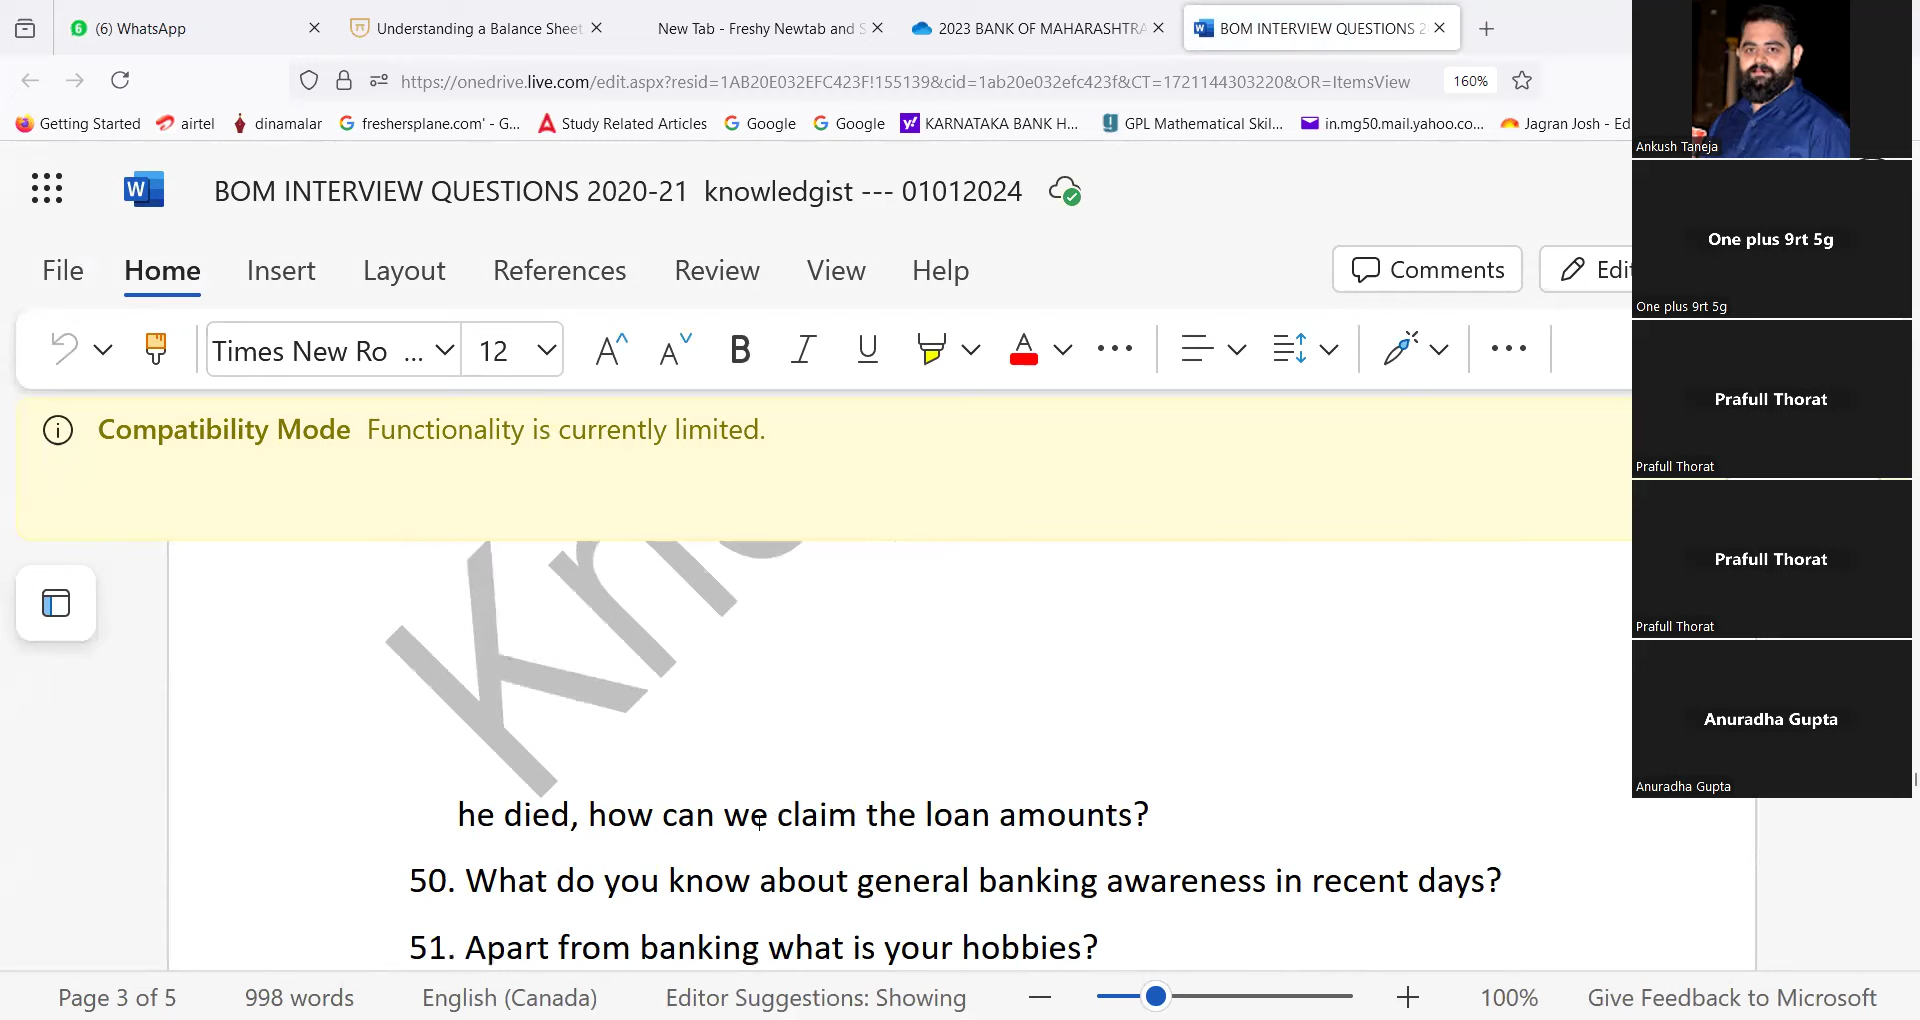 (6) WhatsApp
Understanding a Balance Sheet
New Tab - Freshy Newtab and S
2023 BANK OF MAHARASHTRA
BOM INTERVIEW QUESTIONS 2
https://onedrive.live.com/edit.aspx?resid=1AB20E032EFC423F!155139&cid=1ab20e032efc423f&CT=1721144303220&OR=ItemsView
160%
Getting Started
airtel
dinamalar
freshersplane.com' - G...
Study Related Articles
Google
Google
KARNATAKA BANK H...
GPL Mathematical Skil...
in.mg50.mail.yahoo.co...
Jagran Josh - Ed
BOM INTERVIEW QUESTIONS 2020-21 knowledgist --- 01012024
File Home Insert Layout References Review View Help
Comments
Edit
Times New Ro ...
12
Compatibility Mode Functionality is currently limited.
Kno
he died, how can we claim the loan amounts?
50. What do you know about general banking awareness in recent days?
51. Apart from banking what is your hobbies?
Page 3 of 5
998 words
English (Canada)
Editor Suggestions: Showing
100%
Give Feedback to Microsoft
Ankush Taneja
One plus 9rt 5g
One plus 9rt 5g
Prafull Thorat
Prafull Thorat
Prafull Thorat
Prafull Thorat
Anuradha Gupta
Anuradha Gupta